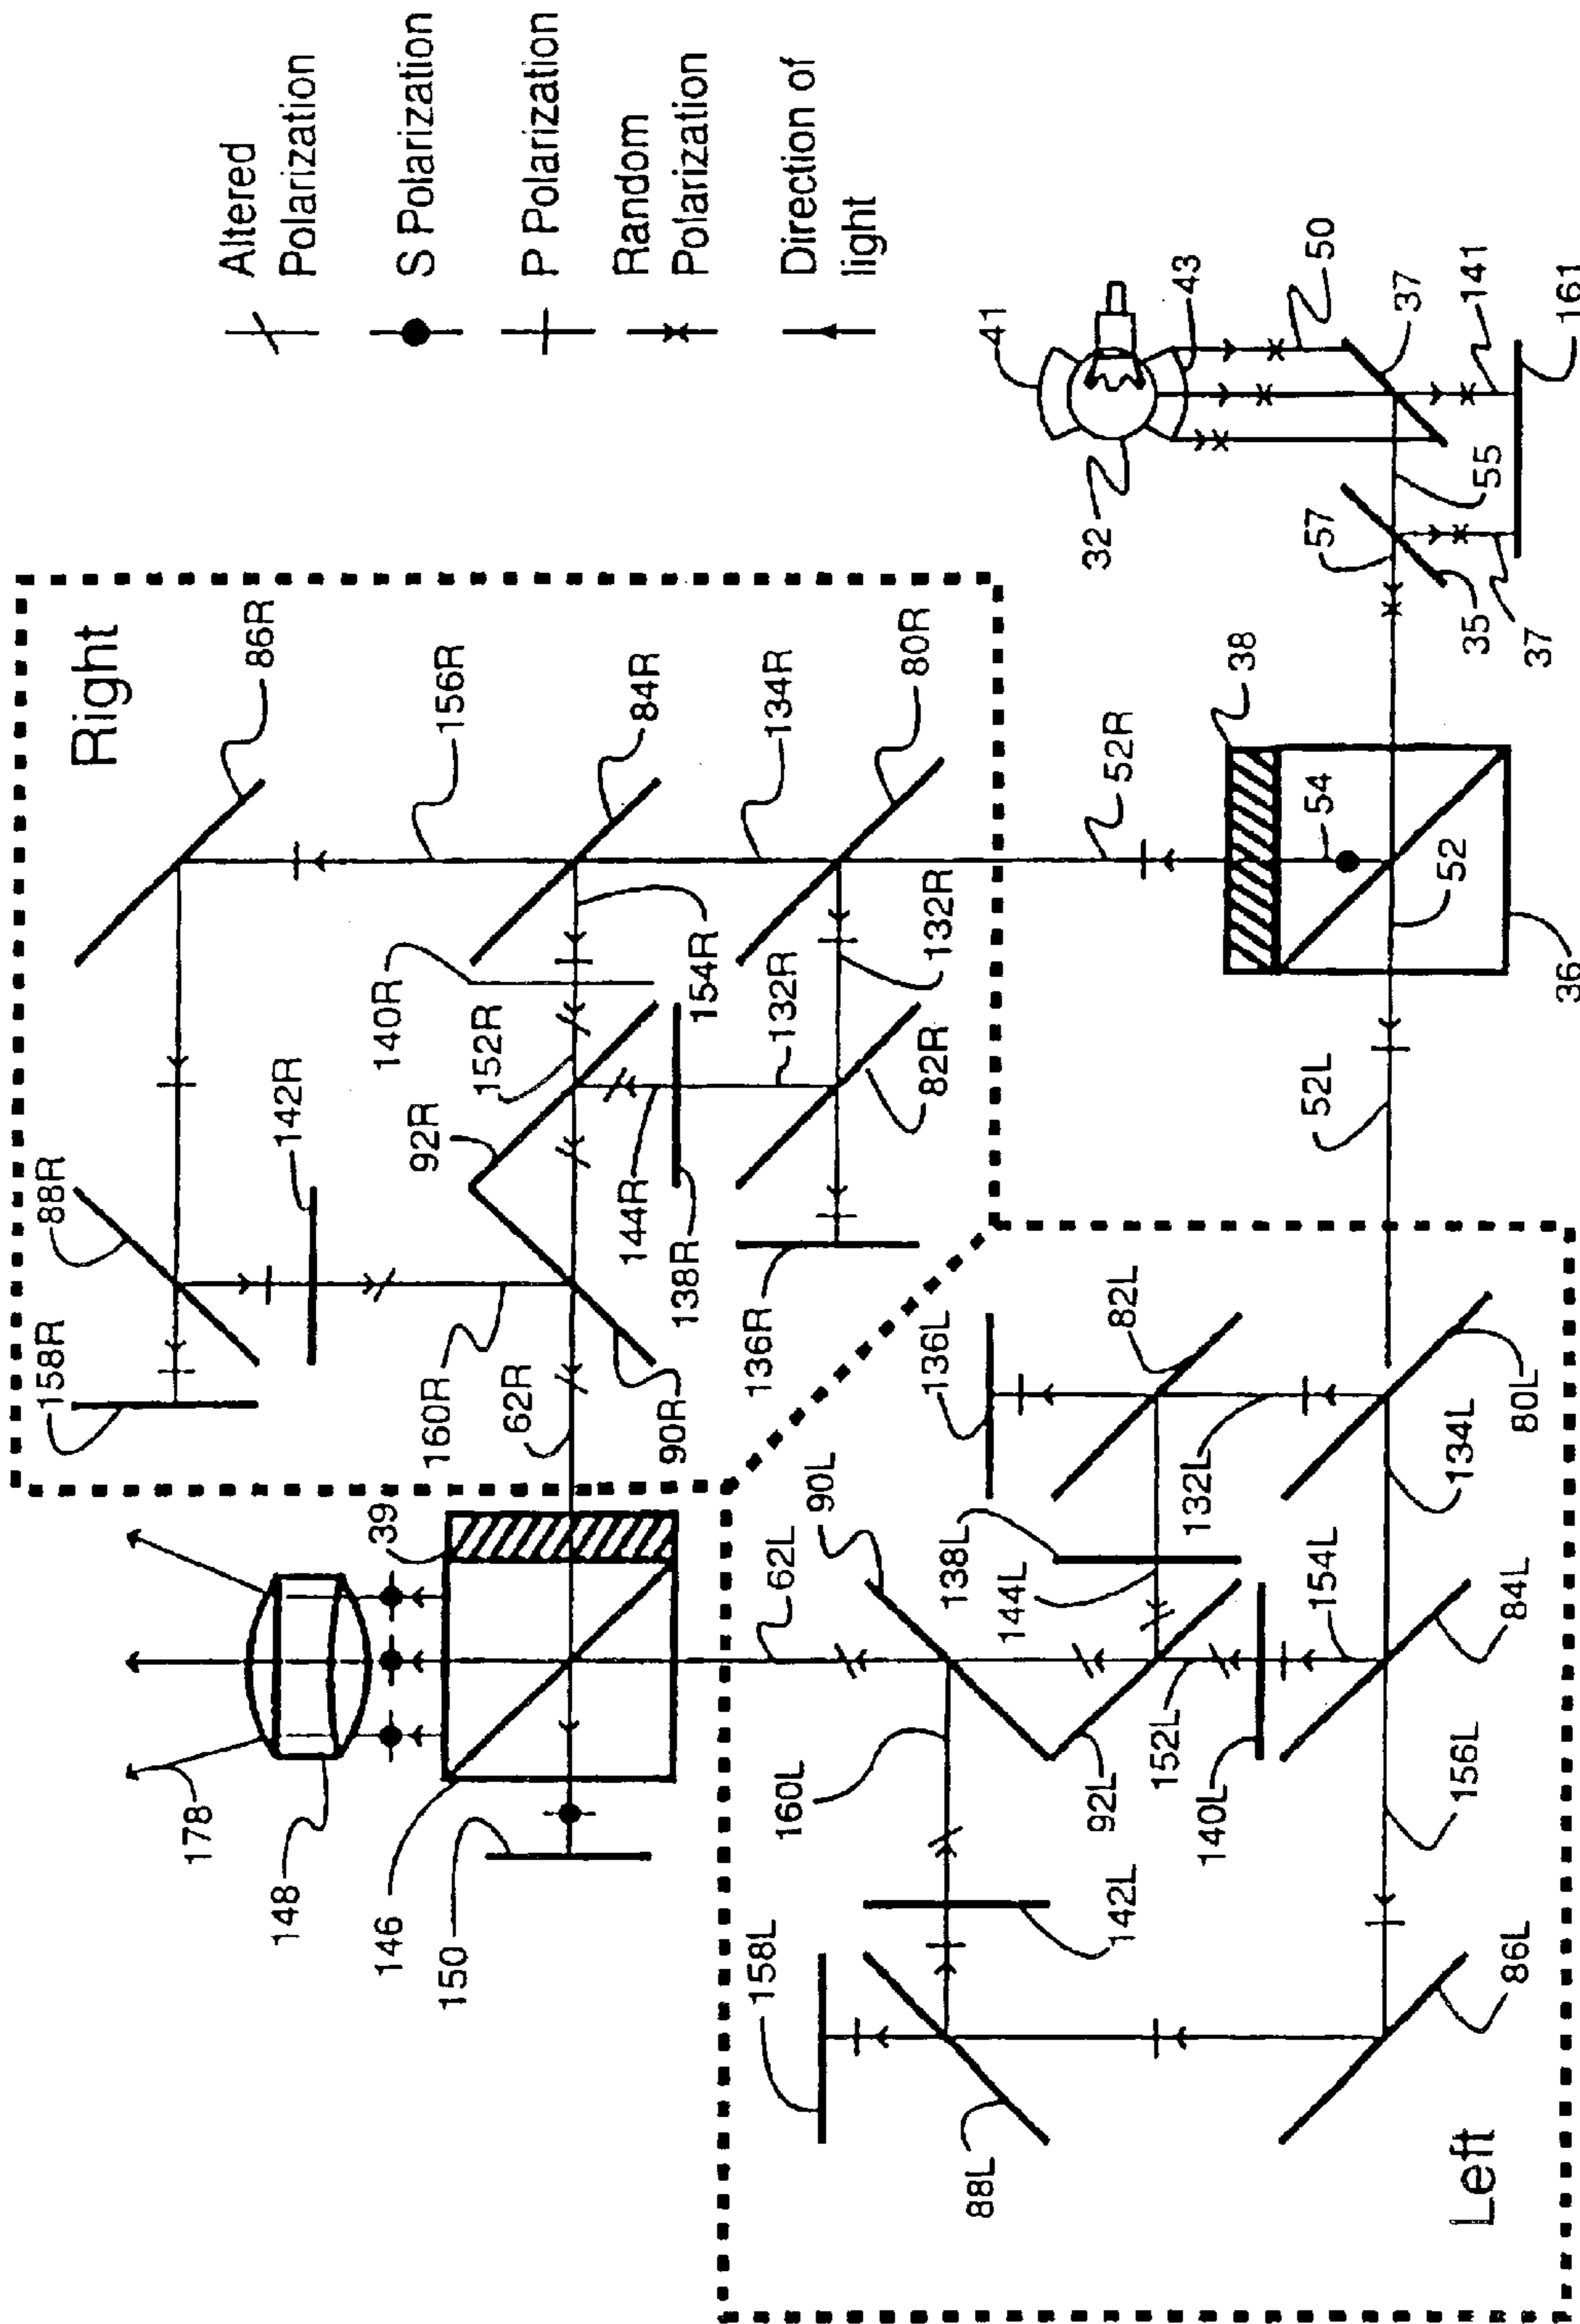 Altered
Polarization
S Polarization
P Polarization
Random
Polarization
Direction of
light
Right
86R
156R
84R
134R
80R
52R
38
54
52
36
52L
57
55
35
37
32
41
43
50
37
141
161
88R
158R
142R
140R
152R
154R
132R
132R
92R
144R
138R
82R
136R
160R
62R
90R
39
178
148
146
150
62L
90L
136L
82L
138L
144L
132L
134L
80L
154L
84L
152L
140L
92L
160L
142L
158L
156L
86L
88L
Left